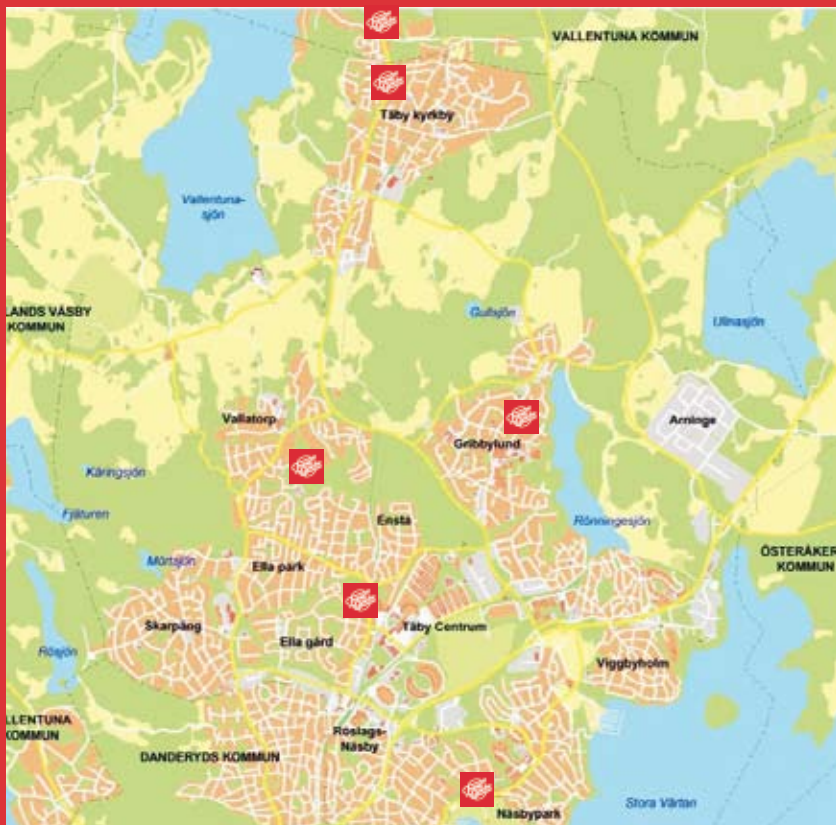 VALLENTUNA KOMMUN
Täby kyrkby
Vallentuna-
sjön
LANDS VÄSBY
KOMMUN
Gullsjön
Ullnasjön
Vallatorp
Arninge
Gribbylund
Käringsjön
Fjäturen
Ensta
Rönningesjön
Mörtsjön
Ella park
ÖSTERÅKER
KOMMUN
Skarpäng
Täby Centrum
Ella gård
Rösjön
Viggbyholm
LLENTUNA
KOMMUN
Roslags-
Näsby
DANDERYDS KOMMUN
Stora Värtan
Näsbypark